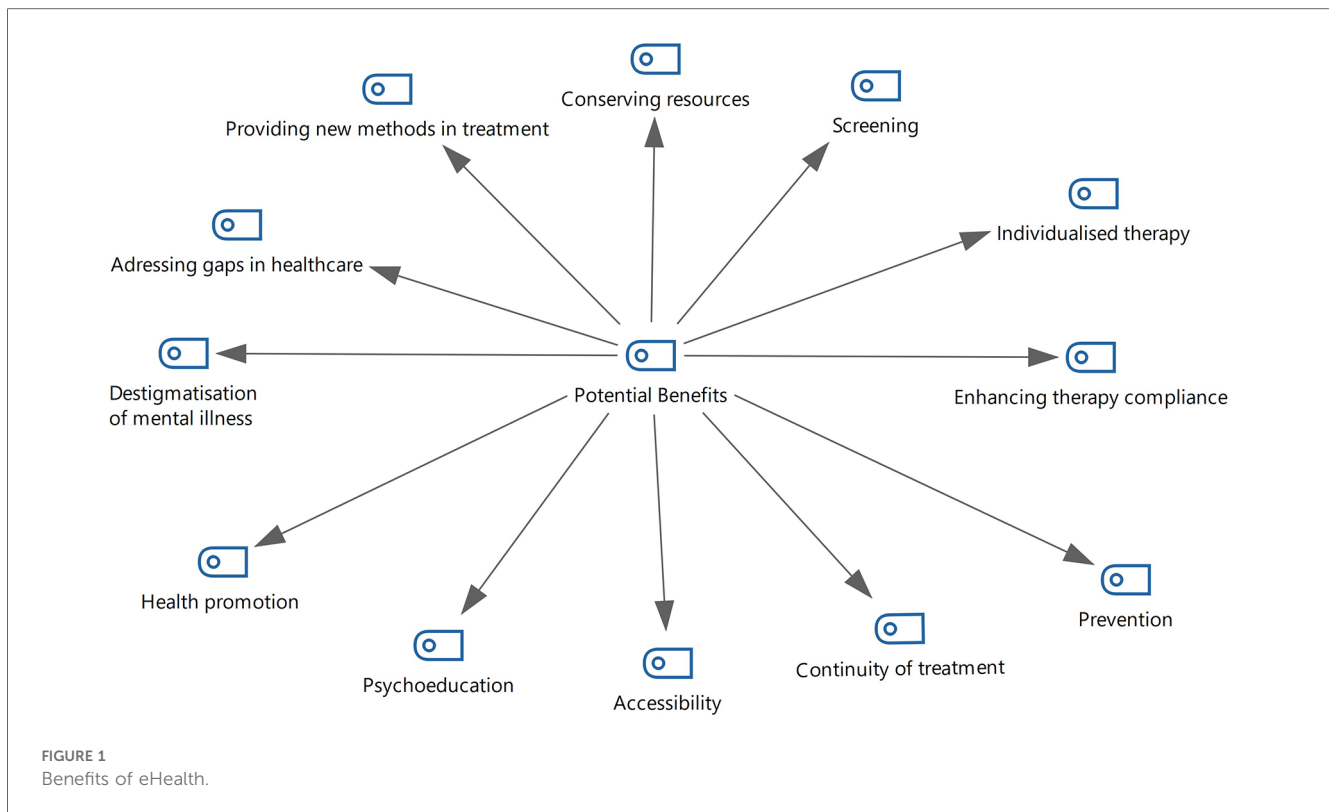 Conserving resources
Providing new methods in treatment
Screening
Individualised therapy
Adressing gaps in healthcare
Destigmatisation
of mental illness
Potential Benefits
Enhancing therapy compliance
Health promotion
Psychoeducation
Accessibility
Continuity of treatment
Prevention
FIGURE 1
Benefits of eHealth.